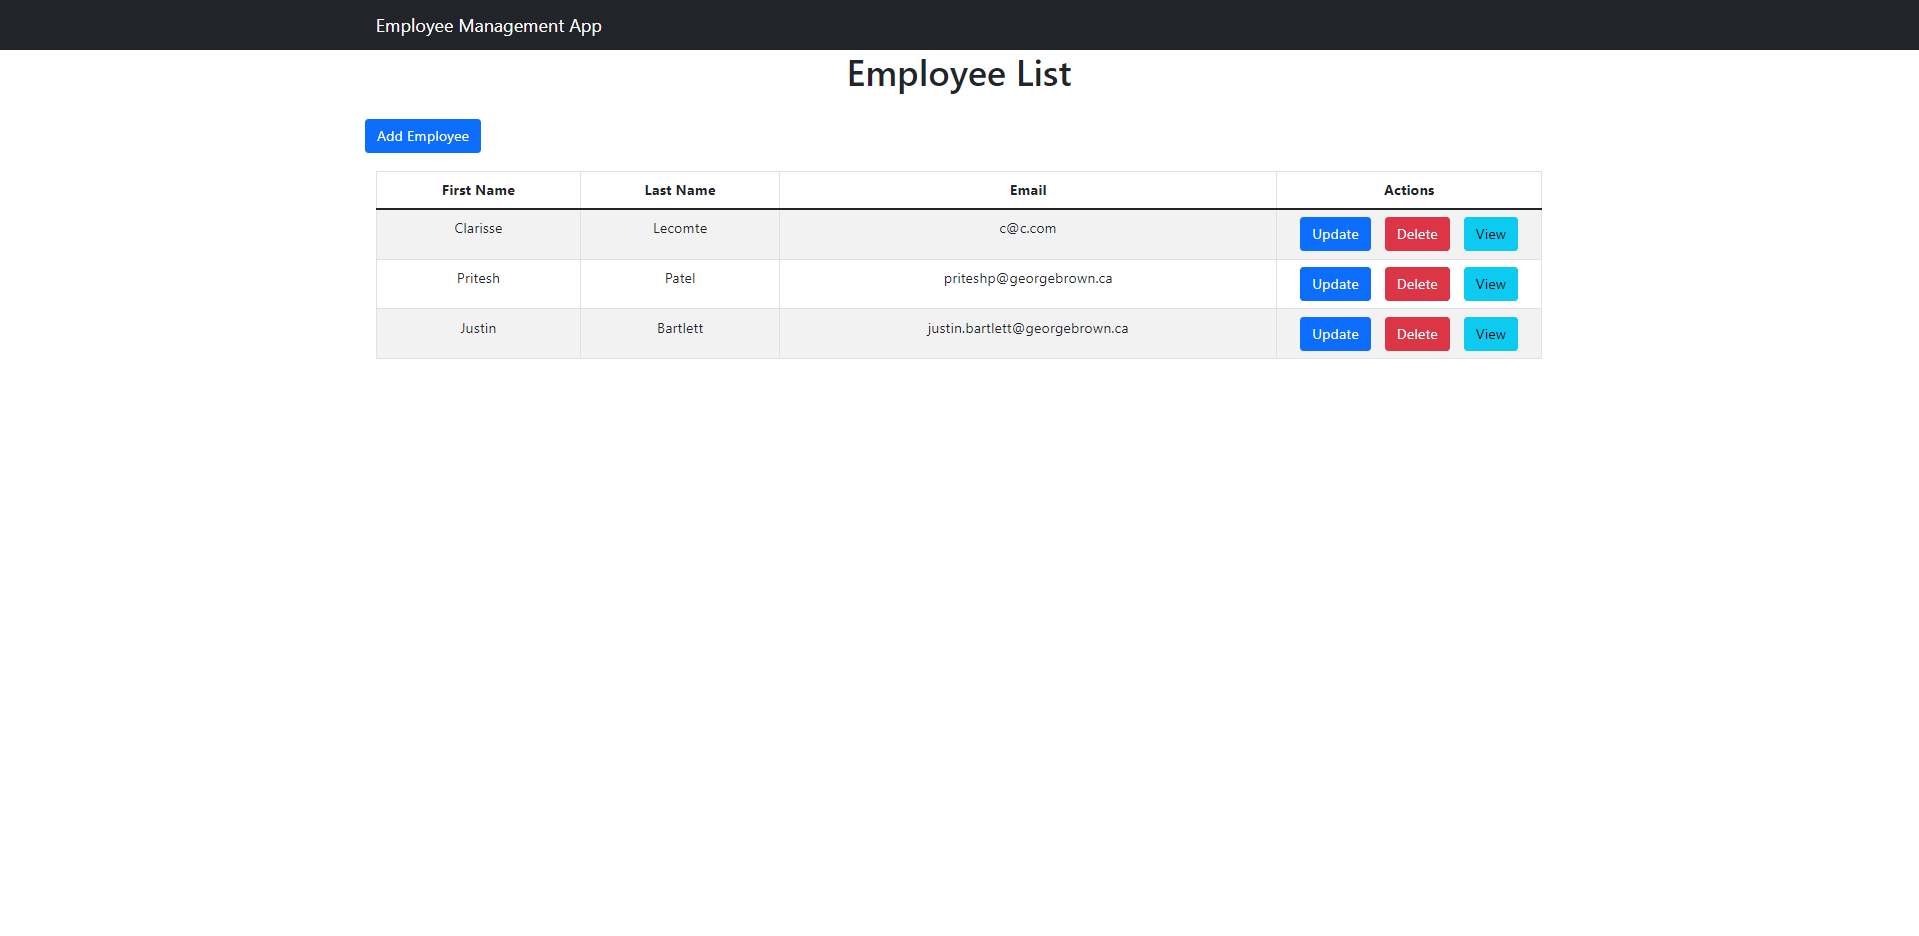 Employee Management App
Employee List
Add Employee
First Name Last Name Email Actions
Clarisse Lecomte c@c.com Update Delete View
Pritesh Patel priteshp@georgebrown.ca Update Delete View
Justin Bartlett justin.bartlett@georgebrown.ca Update Delete View